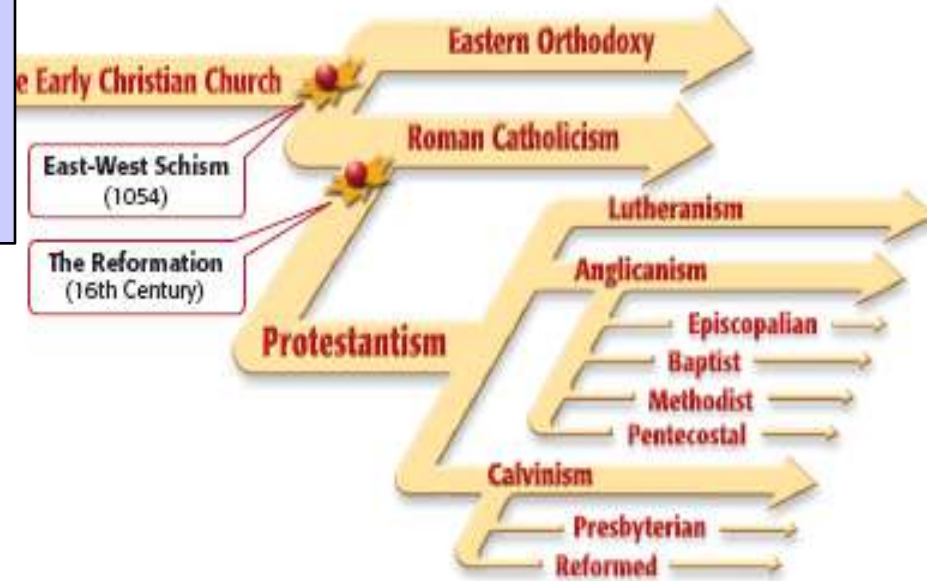 Eastern Orthodoxy
e Early Christian Church
Roman Catholicism
East-West Schism
(1054)
Lutheranism
The Reformation
(16th Century)
Anglicanism
Episcopalian
Protestantism
Baptist
Methodist
Pentecostal
Calvinism
Presbyterian
Reformed